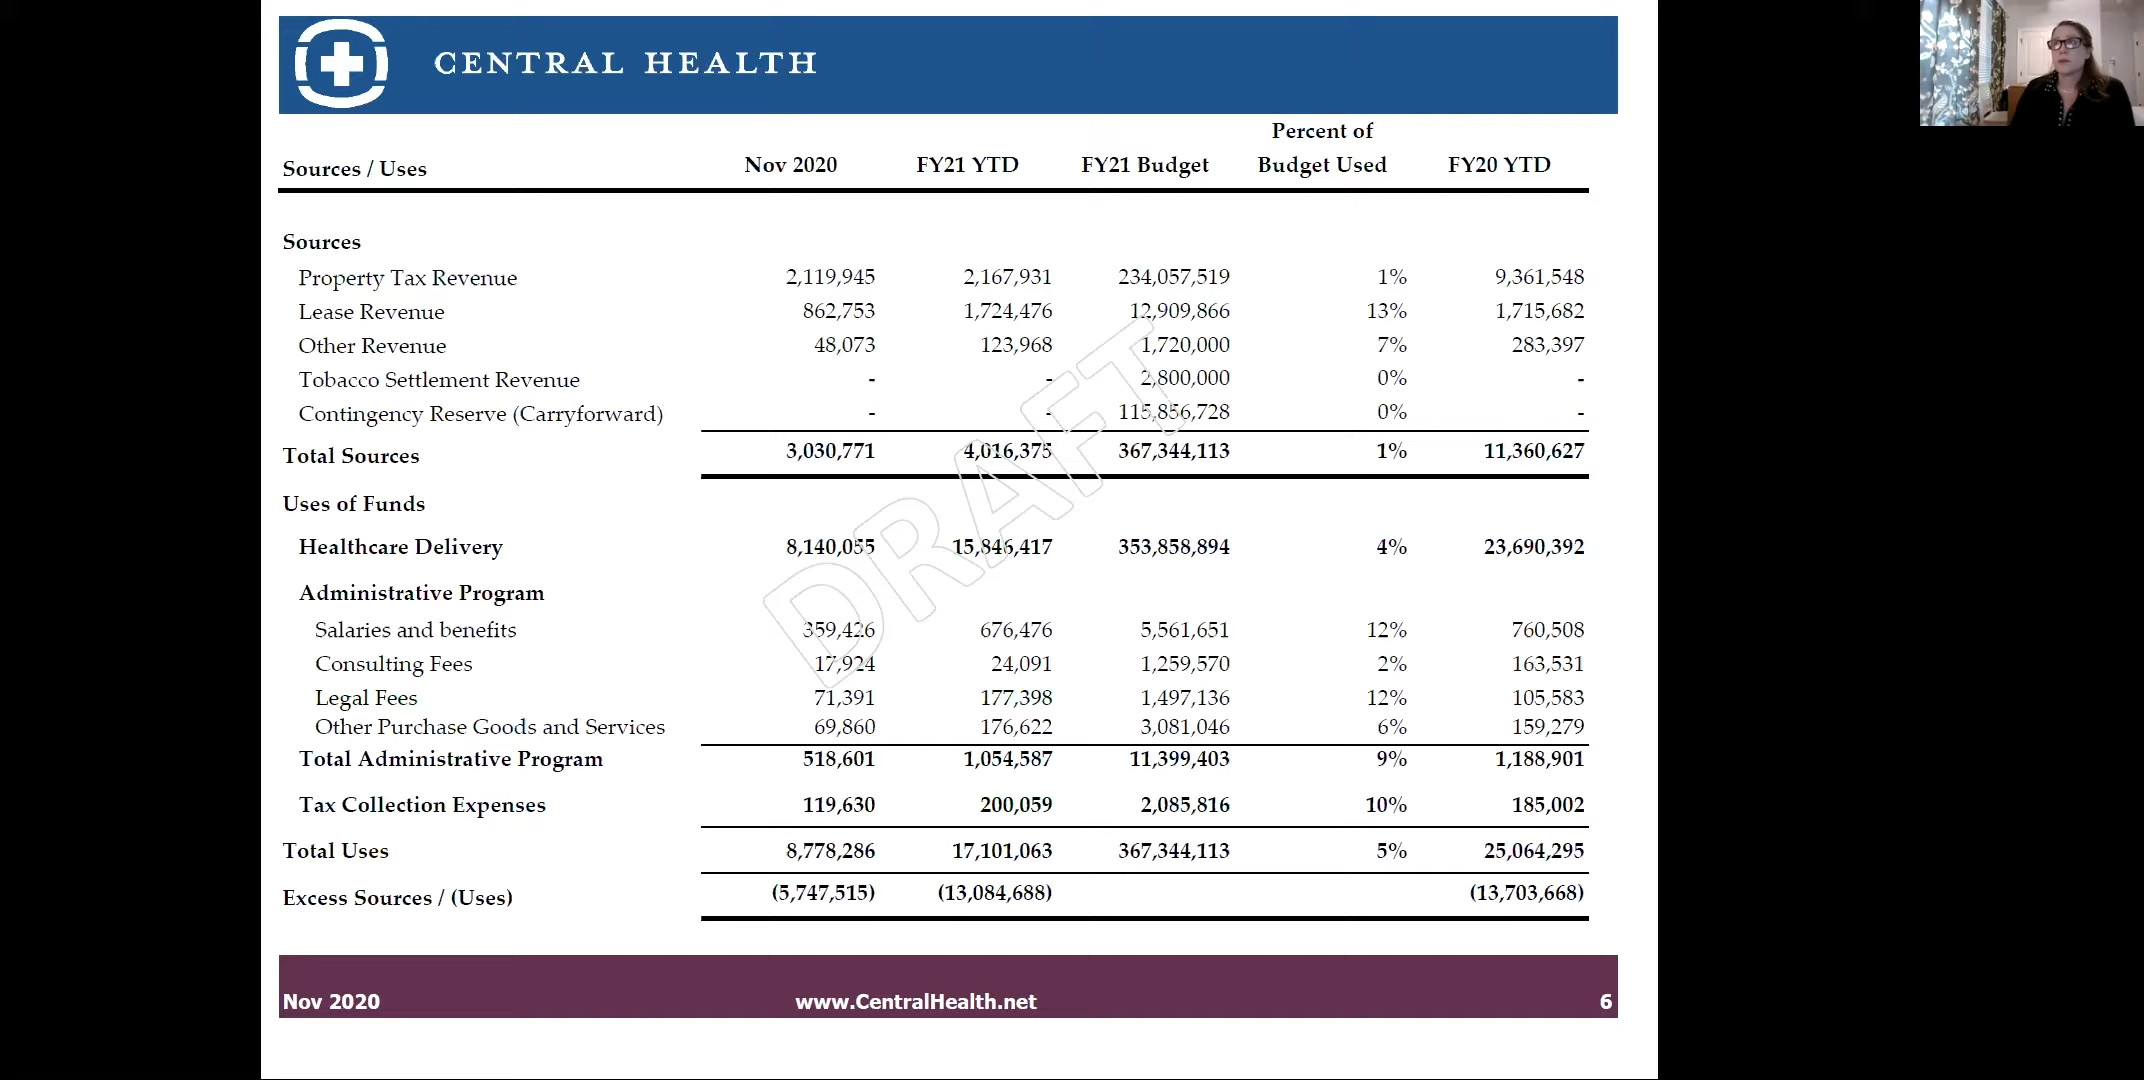 CENTRAL HEALTH
Sources / Uses Nov 2020 FY21 YTD FY21 Budget Percent of Budget Used FY20 YTD
Sources
Property Tax Revenue 2,119,945 2,167,931 234,057,519 1% 9,361,548
Lease Revenue 862,753 1,724,476 12,909,866 13% 1,715,682
Other Revenue 48,073 123,968 1,720,000 7% 283,397
Tobacco Settlement Revenue - - 2,800,000 0% -
Contingency Reserve (Carryforward) - - 115,856,728 0% -
Total Sources 3,030,771 4,016,375 367,344,113 1% 11,360,627
Uses of Funds
Healthcare Delivery 8,140,055 15,846,417 353,858,894 4% 23,690,392
Administrative Program
Salaries and benefits 359,426 676,476 5,561,651 12% 760,508
Consulting Fees 17,924 24,091 1,259,570 2% 163,531
Legal Fees 71,391 177,398 1,497,136 12% 105,583
Other Purchase Goods and Services 69,860 176,622 3,081,046 6% 159,279
Total Administrative Program 518,601 1,054,587 11,399,403 9% 1,188,901
Tax Collection Expenses 119,630 200,059 2,085,816 10% 185,002
Total Uses 8,778,286 17,101,063 367,344,113 5% 25,064,295
Excess Sources / (Uses) (5,747,515) (13,084,688) (13,703,668)
DRAFT
Nov 2020 www.CentralHealth.net 6